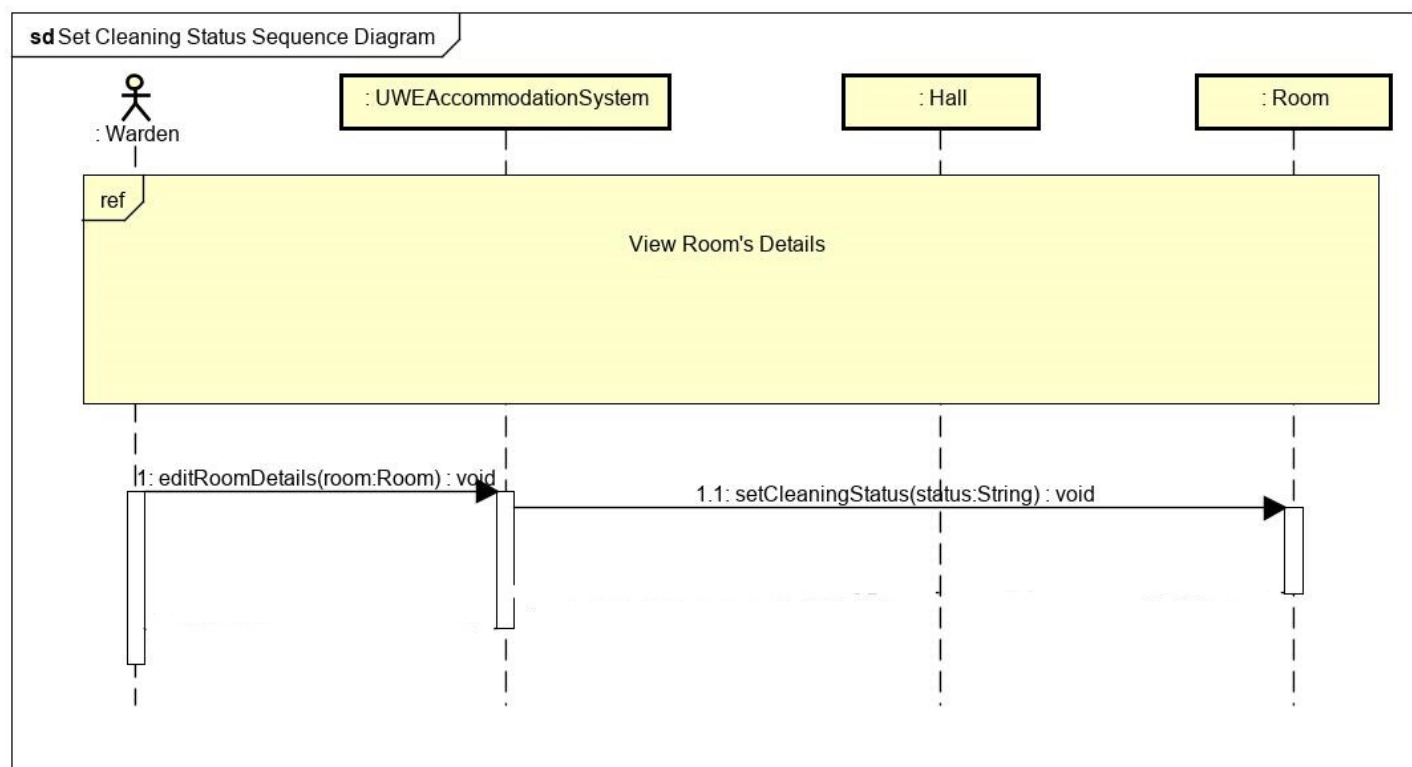 sd Set Cleaning Status Sequence Diagram
: Warden
: UWEAccommodationSystem
: Hall
: Room
ref
View Room's Details
1: editRoomDetails(room:Room) : void
1.1: setCleaningStatus(status:String) : void